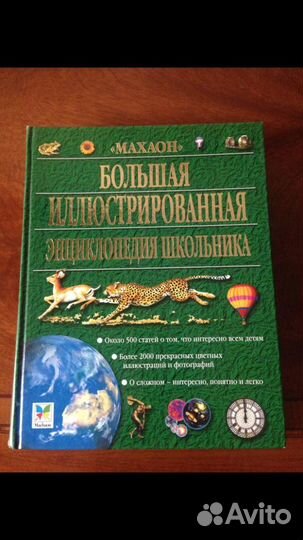 «МАХАОН»
БОЛЬШАЯ
ИЛЛЮСТРИРОВАННАЯ
ЭНЦИКЛОПЕДИЯ ШКОЛЬНИКА
Около 500 статей о том, что интересно всем детям
Более 2000 прекрасных цветных
иллюстраций и фотографий
О сложном – интересно, понятно и легко
Махаон
Avito